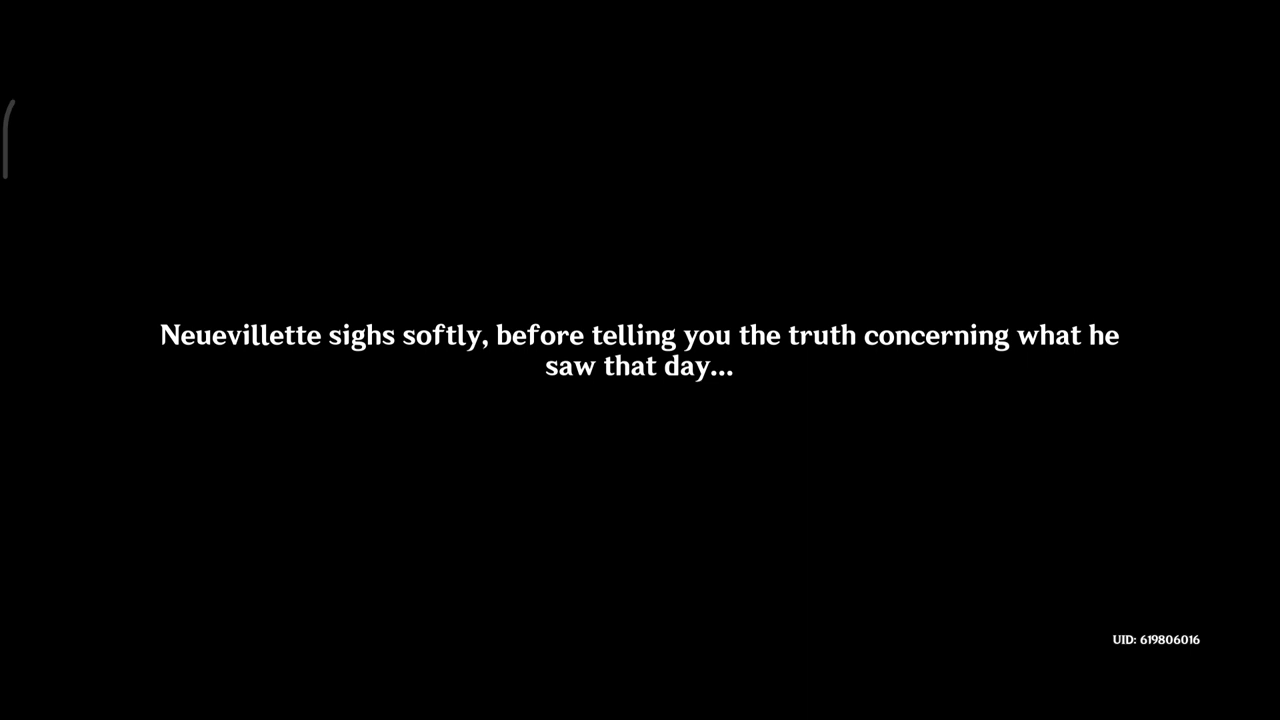 Neuevillette sighs softly, before telling you the truth concerning what he
saw that day...
UID: 619806016